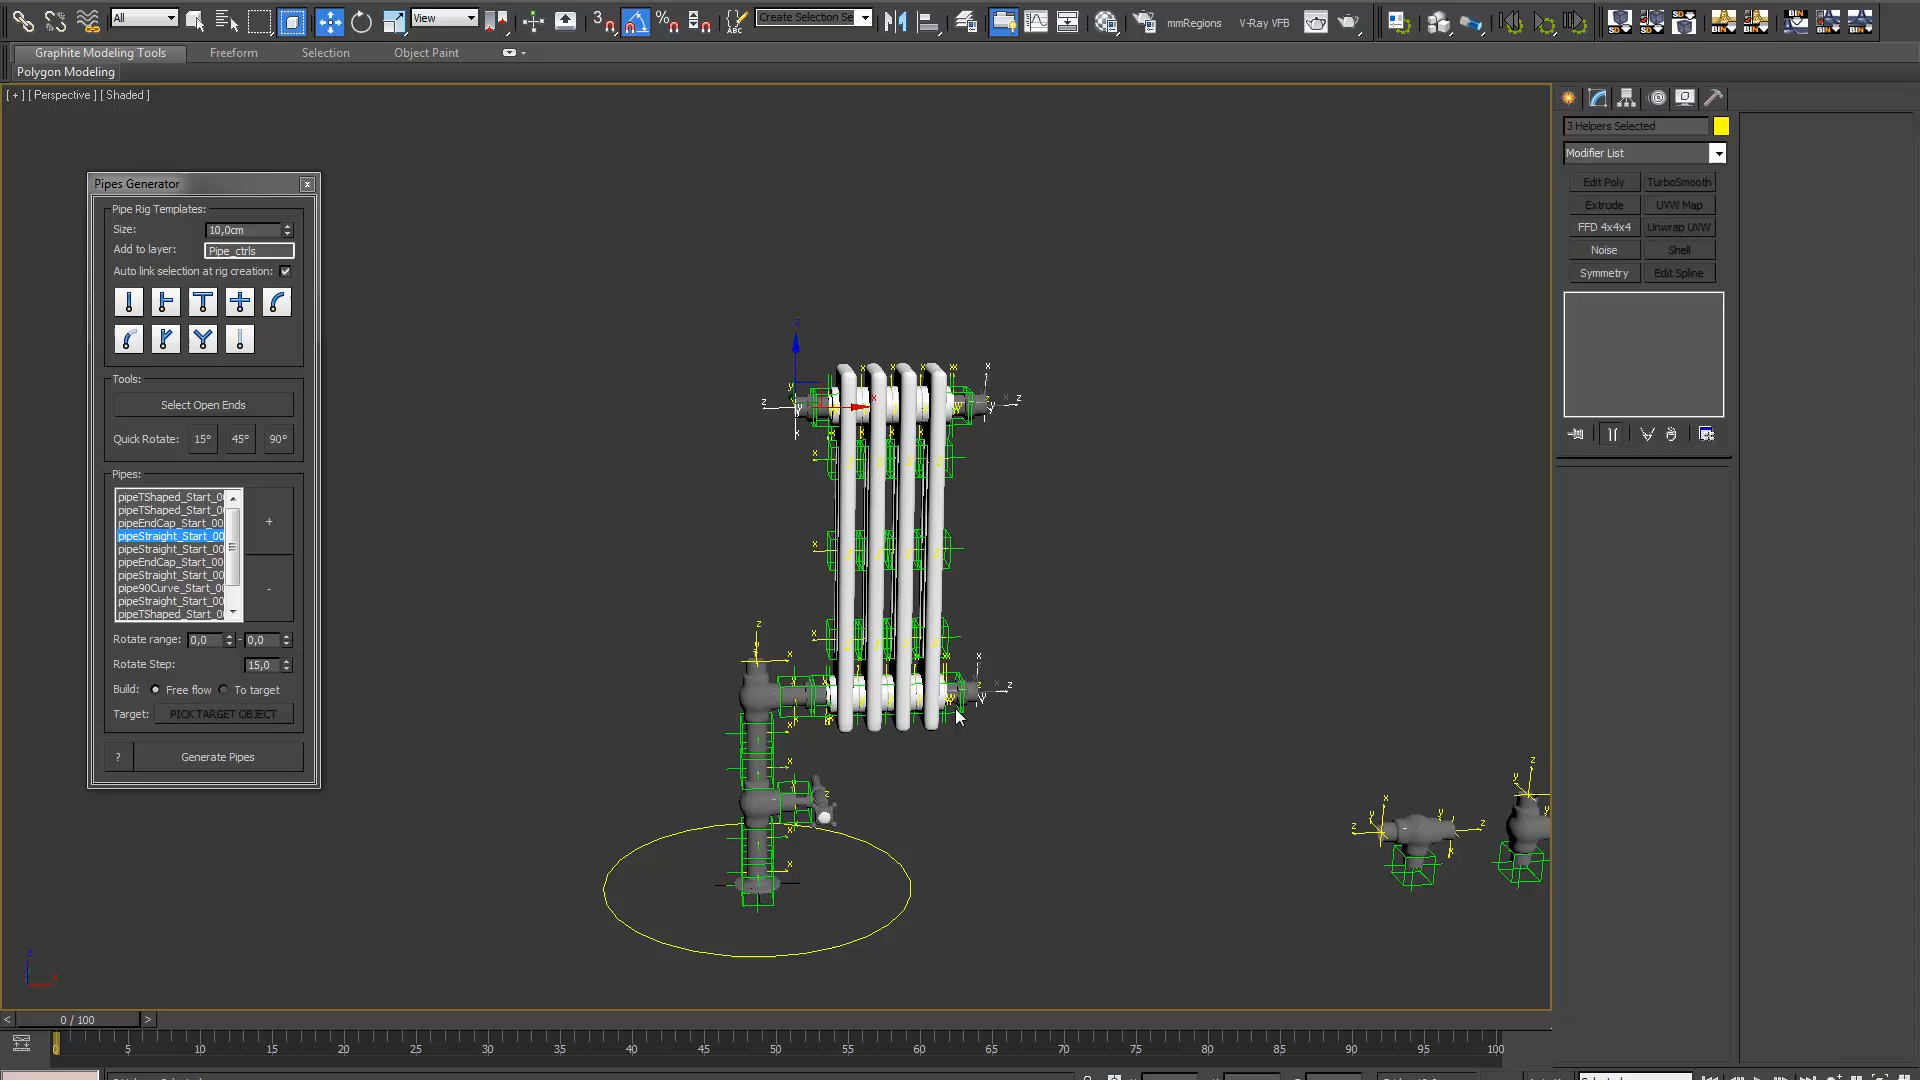 All
View
Create Selection Se
mmRegions
V-Ray VFB
Graphite Modeling Tools
Freeform
Selection
Object Paint
Polygon Modeling
[ + ] [ Perspective ] [ Shaded ]
3 Helpers Selected
Modifier List
Edit Poly
TurboSmooth
Extrude
UVW Map
FFD 4x4x4
Unwrap UVW
Noise
Shell
Symmetry
Edit Spline
Pipes Generator
x
Pipe Rig Templates:
Size:
10,0cm
Add to layer:
Pipe_ctrls
Auto link selection at rig creation:
Tools:
Select Open Ends
Quick Rotate:
15°
45°
90°
Pipes:
pipeTShaped_Start_00
pipeTShaped_Start_00
pipeEndCap_Start_00
pipeStraight_Start_00
pipeStraight_Start_00
pipeEndCap_Start_00
pipeStraight_Start_00
pipe90Curve_Start_00
pipeStraight_Start_00
pipeTShaped_Start_00
+
-
Rotate range:
0,0
-
0,0
Rotate Step:
15,0
Build:
Free flow
To target
Target:
PICK TARGET OBJECT
?
Generate Pipes
<
0 / 100
>
0
5
10
15
20
25
30
35
40
45
50
55
60
65
70
75
80
85
90
95
100